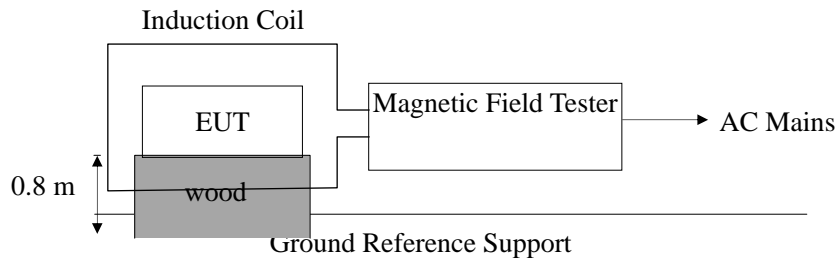 Induction Coil
Magnetic Field Tester
EUT
AC Mains
0.8 m
wood
Ground Reference Support